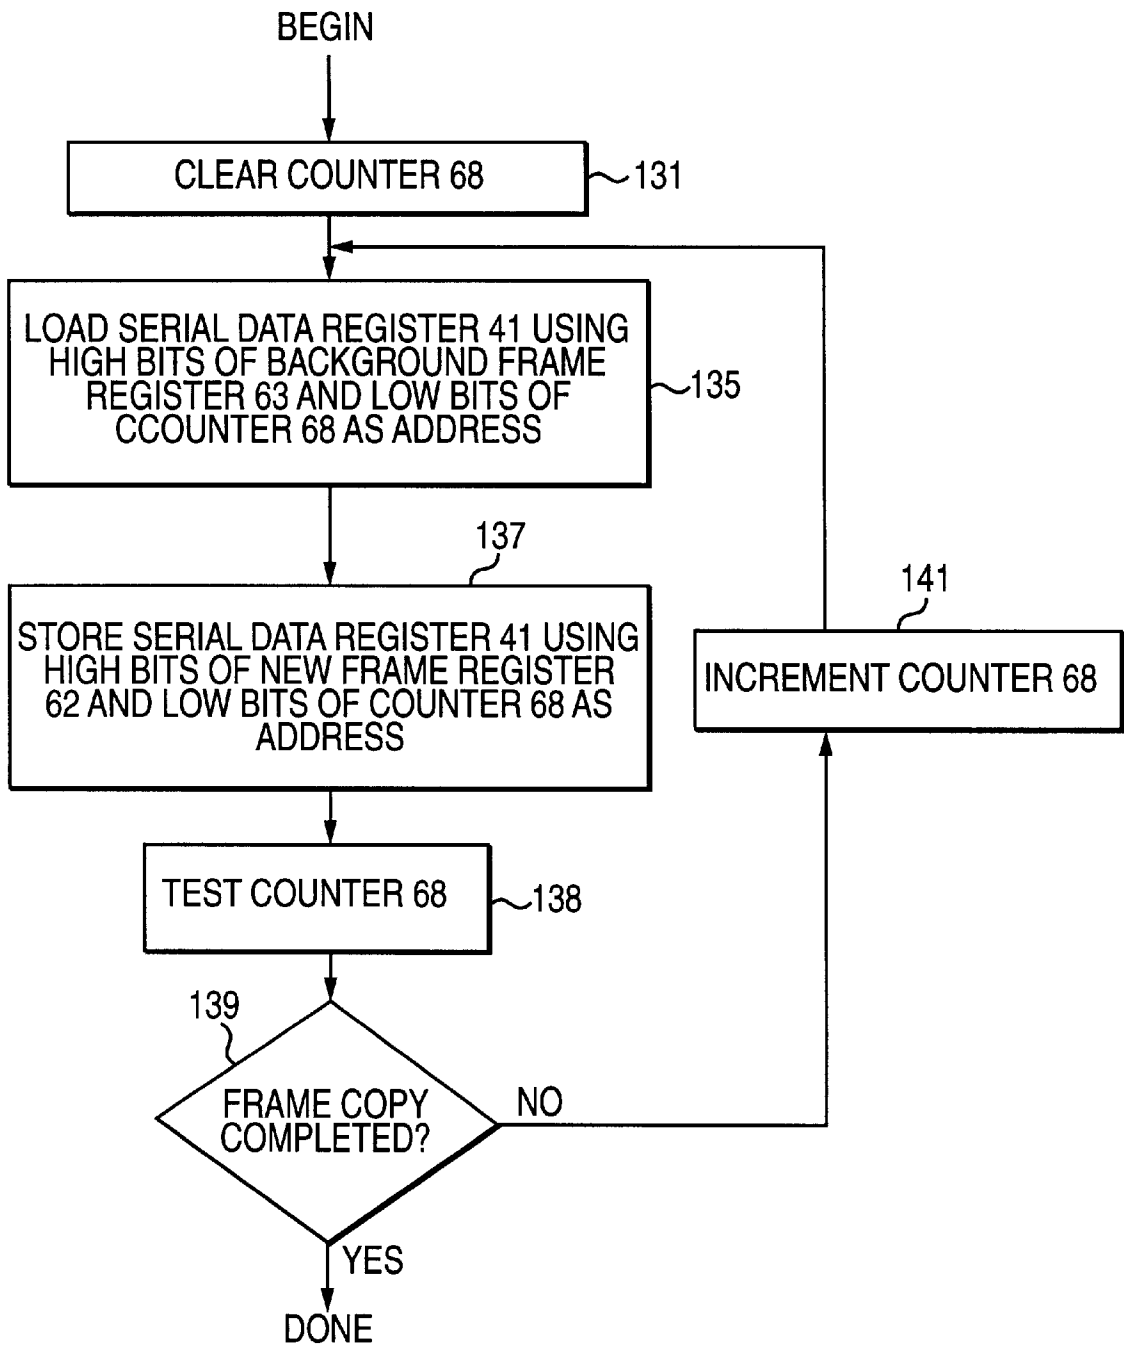 BEGIN
CLEAR COUNTER 68
131
LOAD SERIAL DATA REGISTER 41 USING
HIGH BITS OF BACKGROUND FRAME
REGISTER 63 AND LOW BITS OF
CCOUNTER 68 AS ADDRESS
135
137
STORE SERIAL DATA REGISTER 41 USING
HIGH BITS OF NEW FRAME REGISTER
62 AND LOW BITS OF COUNTER 68 AS
ADDRESS
141
INCREMENT COUNTER 68
TEST COUNTER 68
138
139
FRAME COPY
COMPLETED?
NO
YES
DONE